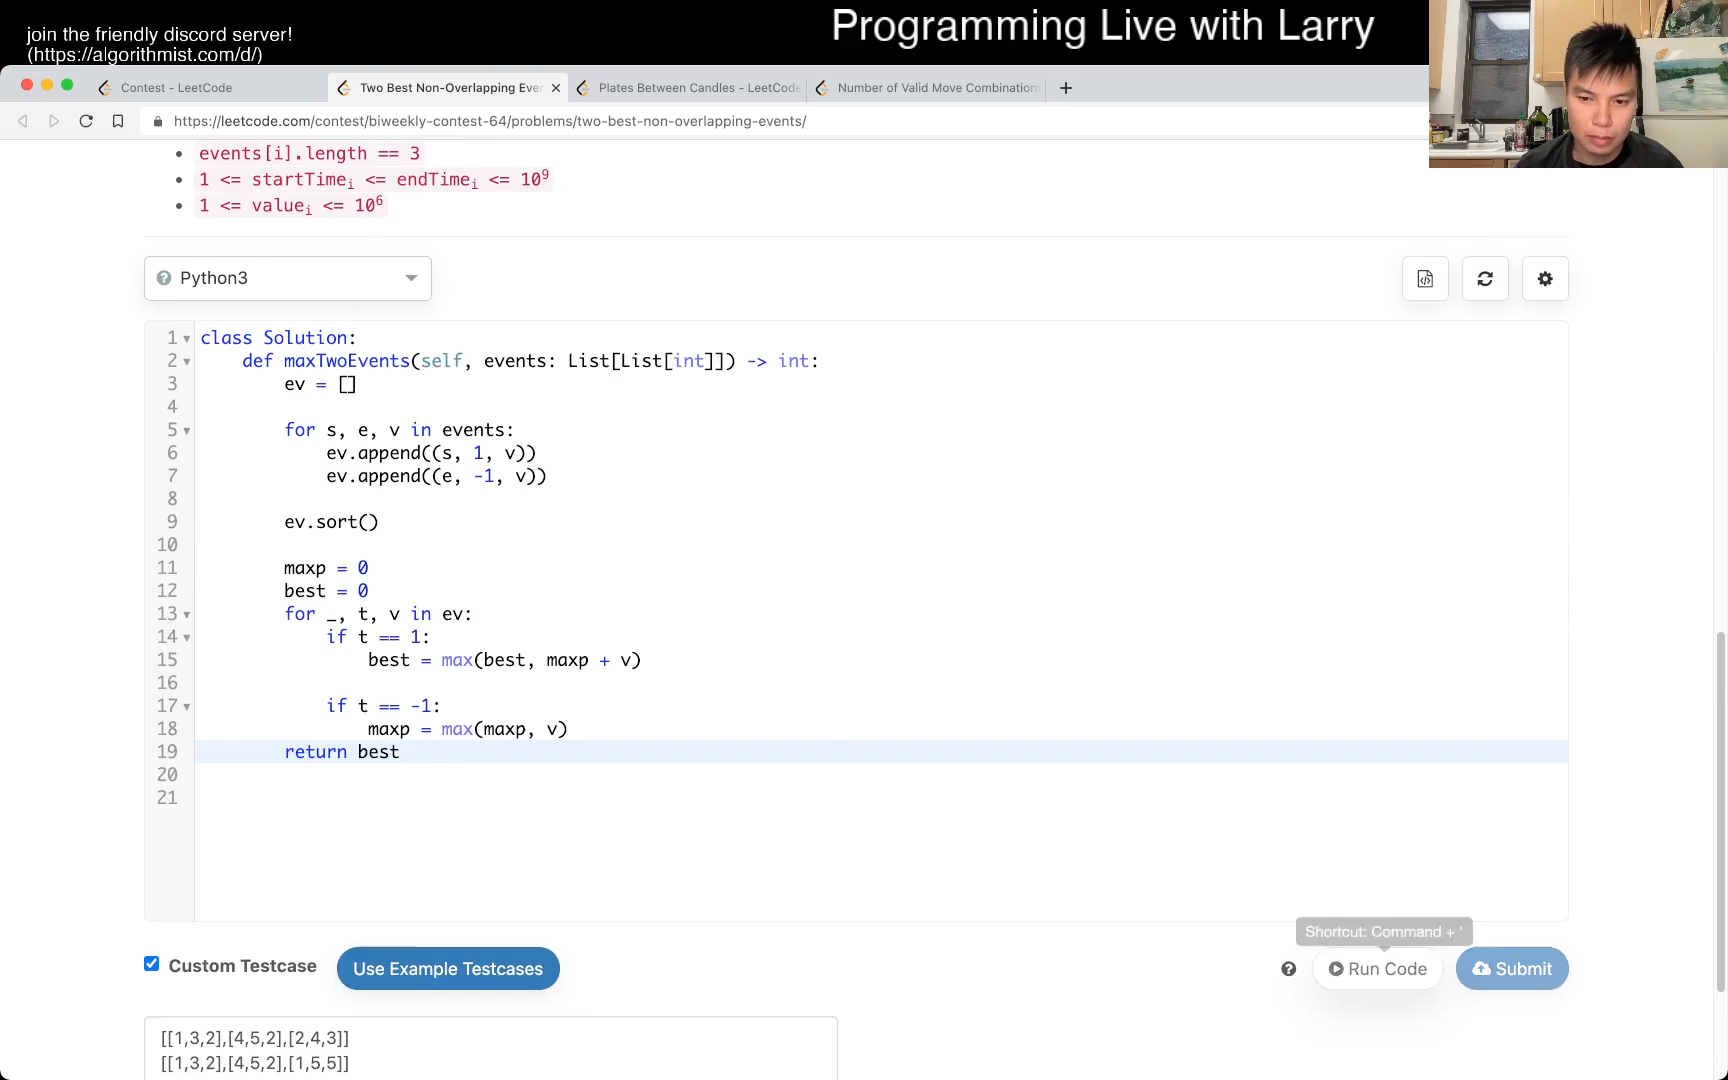 join the friendly discord server!
(https://algorithmist.com/d/)
Programming Live with Larry
Contest - LeetCode
Two Best Non-Overlapping Eve
Plates Between Candles - LeetCode
Number of Valid Move Combination
https://leetcode.com/contest/biweekly-contest-64/problems/two-best-non-overlapping-events/
events[i].length == 3
1 <= startTimei <= endTimei <= 10^9
1 <= valuei <= 10^6
Python3
1 class Solution:
2     def maxTwoEvents(self, events: List[List[int]]) -> int:
3         ev = []
4
5         for s, e, v in events:
6             ev.append((s, 1, v))
7             ev.append((e, -1, v))
8
9         ev.sort()
10
11         maxp = 0
12         best = 0
13         for _, t, v in ev:
14             if t == 1:
15                 best = max(best, maxp + v)
16
17             if t == -1:
18                 maxp = max(maxp, v)
19         return best
20
21
Shortcut: Command + '
Custom Testcase
Use Example Testcases
Run Code
Submit
[[1,3,2],[4,5,2],[2,4,3]]
[[1,3,2],[4,5,2],[1,5,5]]